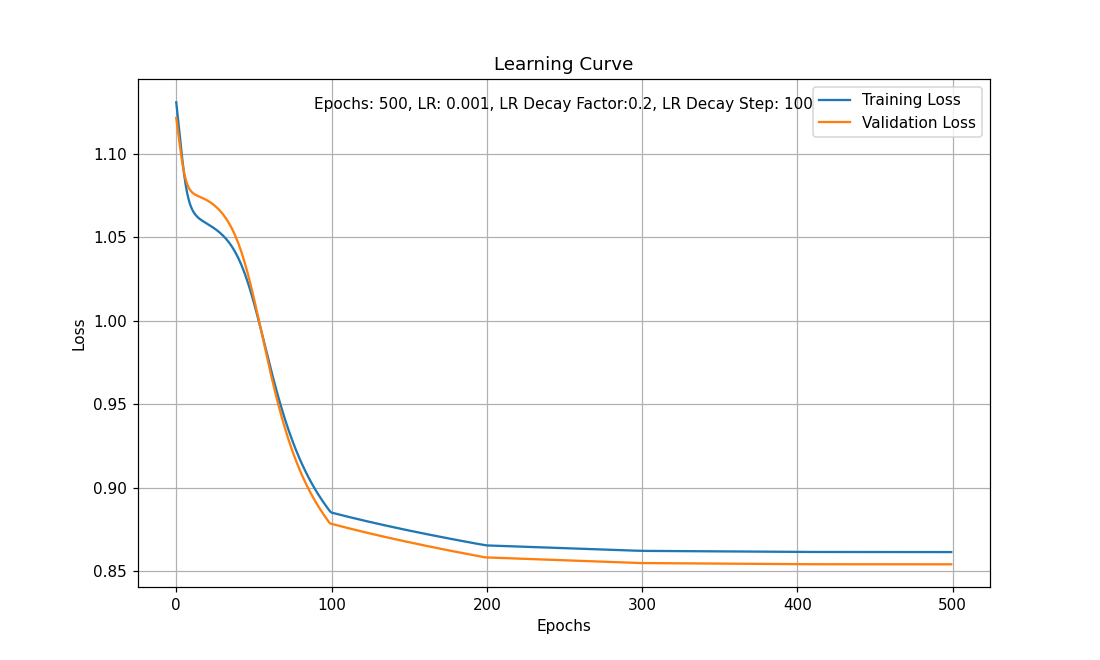 Learning Curve
Epochs: 500, LR: 0.001, LR Decay Factor:0.2, LR Decay Step: 100
Training Loss
Validation Loss
1.10
1.05
1.00
0.95
0.90
0.85
Loss
0 100 200 300 400 500
Epochs